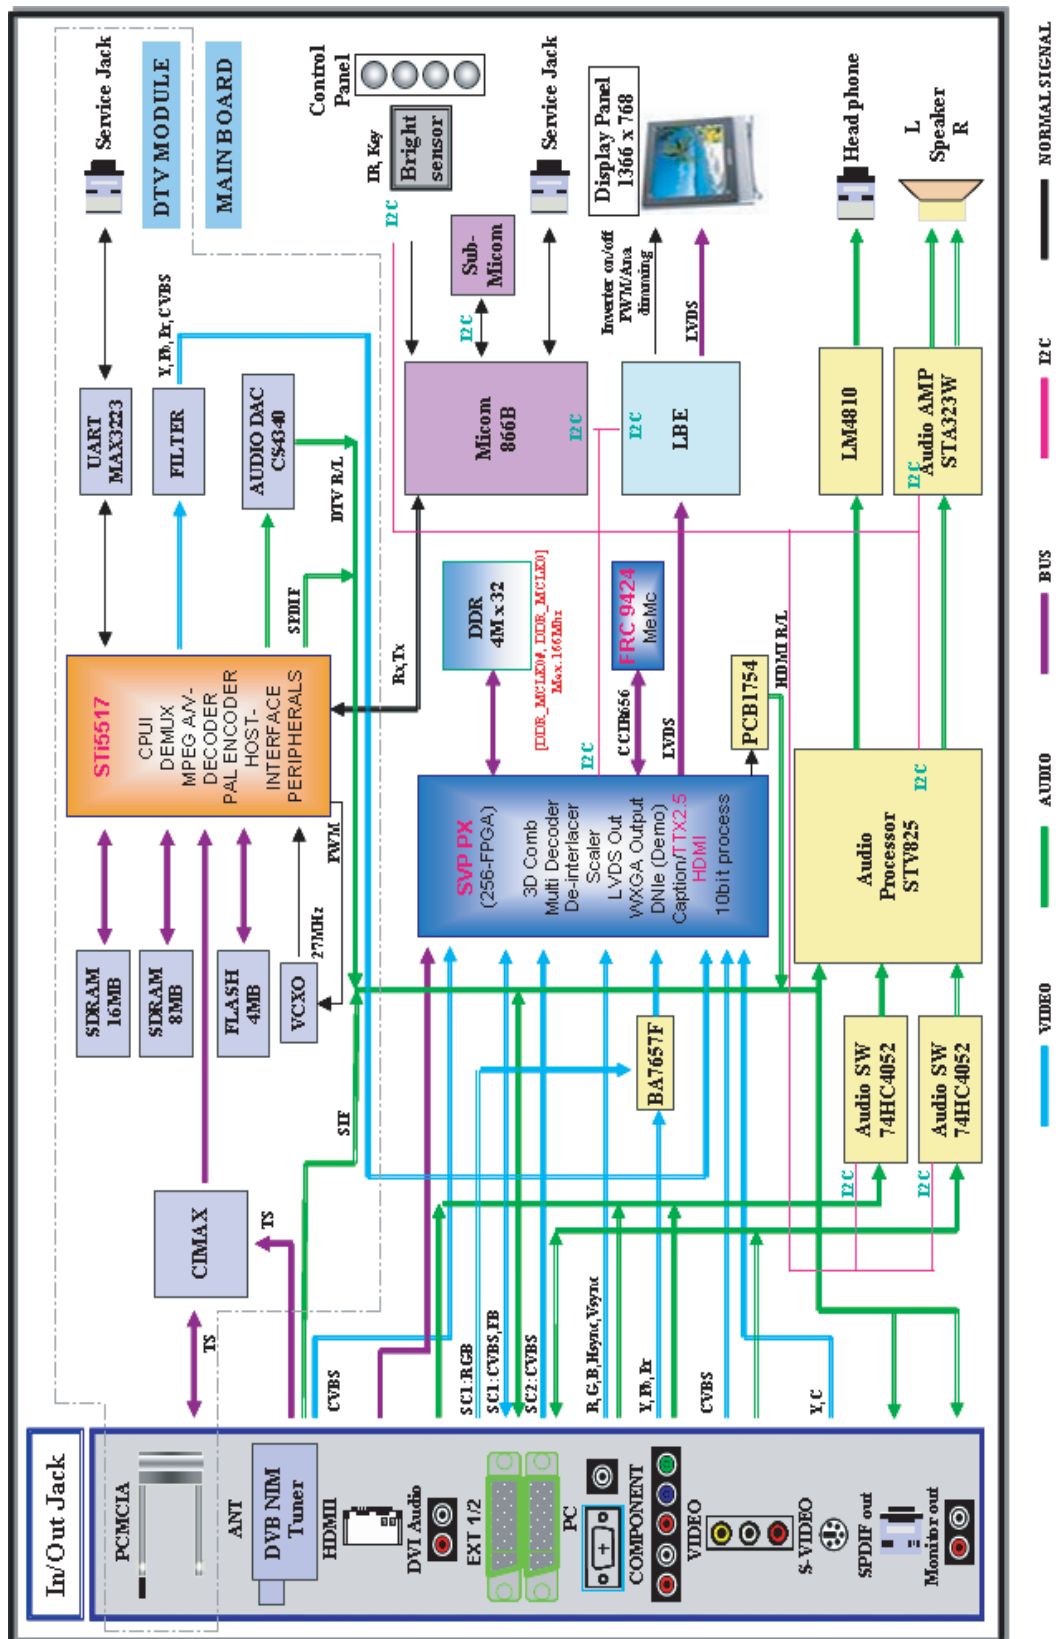 In/Out Jack
PCMCIA
ANT
DVB NIM
Tuner
HDMI1
DVI Audio
EXT 1/2
PC
COMPONENT
VIDEO
S-VIDEO
SPDIF out
Monitor out
TS
TS
CVBS
SC1:RGB
SC1:CVBS,FB
SC2:CVBS
R,G,B,Hsync,Vsync
Y,Pb,Pr
CVBS
Y,C
CIMAX
SIF
SDRAM
16MB
SDRAM
8MB
FLASH
4MB
VCXO
27MHz
PWM
BA7657F
Audio SW
74HC4052
Audio SW
74HC4052
I2C
I2C
STi5517
CPUI
DEMUX
MPEG A/V-
DECODER
PAL ENCODER
HOST-
INTERFACE
PERIPHERALS
SPDIF
DTV R/L
Rx,Tx
SVP PX
(256-FPGA)
3D Comb
Multi Decoder
De-interlacer
Scaler
LVDS Out
WXGA Output
DNIe (Demo)
Caption/TTX2.5
HDMI
10bit process
I2C
CCIR656
LVDS
DDR
4M x 32
[DDR_MCLK0#, DDR_MCLK0]
Max.166Mhz
FRC 9424
MeMc
PCB1754
HDMI R/L
Audio
Processor
STV825
I2C
UART
MAX3223
FILTER
AUDIO DAC
CS4340
Y,Pb,Pr,CVBS
Micom
866B
I2C
I2C
LBE
I2C
Sub-
Micom
LM4810
Audio AMP
STA323W
I2C
Service Jack
DTV MODULE
MAIN BOARD
Control
Panel
IR, Key
Bright
sensor
I2C
Service Jack
Inverter on/off
PWM/Ana
dimming
LVDS
Display Panel
1366 x 768
Head phone
L
Speaker
R
VIDEO
AUDIO
BUS
I2C
NORMAL SIGNAL